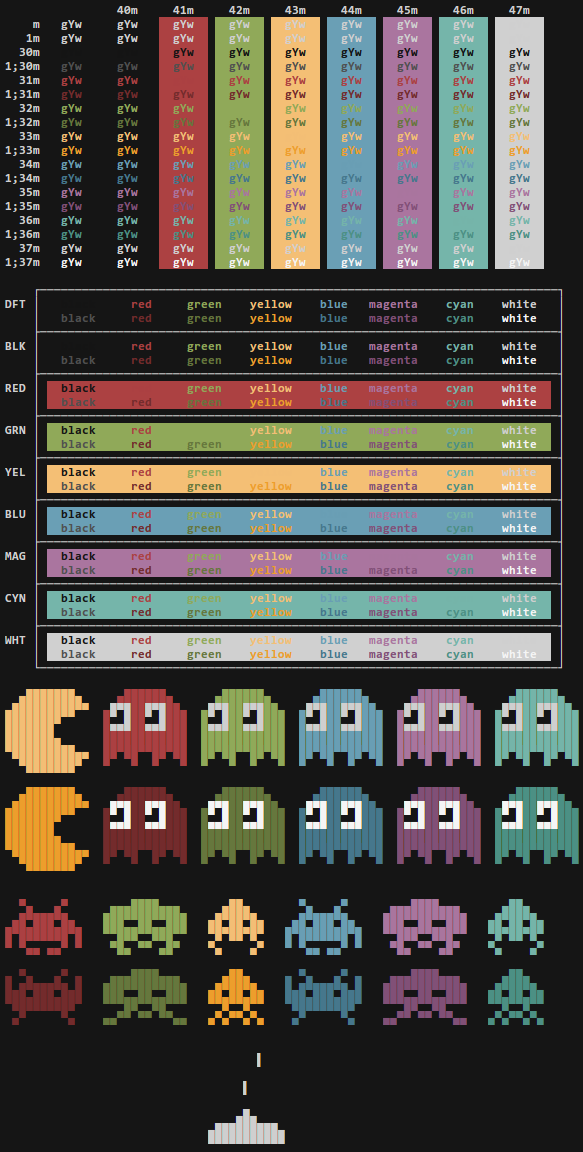 40m 41m 42m 43m 44m 45m 46m 47m
m gYw gYw gYw gYw gYw gYw gYw gYw
1m gYw gYw gYw gYw gYw gYw gYw gYw
30m gYw gYw gYw gYw gYw gYw gYw
1;30m gYw gYw gYw gYw gYw gYw gYw gYw gYw
31m gYw gYw gYw gYw gYw gYw gYw gYw
1;31m gYw gYw gYw gYw gYw gYw gYw gYw gYw
32m gYw gYw gYw gYw gYw gYw gYw gYw
1;32m gYw gYw gYw gYw gYw gYw gYw gYw gYw
33m gYw gYw gYw gYw gYw gYw gYw gYw
1;33m gYw gYw gYw gYw gYw gYw gYw gYw gYw
34m gYw gYw gYw gYw gYw gYw gYw gYw
1;34m gYw gYw gYw gYw gYw gYw gYw gYw gYw
35m gYw gYw gYw gYw gYw gYw gYw gYw
1;35m gYw gYw gYw gYw gYw gYw gYw gYw gYw
36m gYw gYw gYw gYw gYw gYw gYw gYw
1;36m gYw gYw gYw gYw gYw gYw gYw gYw gYw
37m gYw gYw gYw gYw gYw gYw gYw gYw
1;37m gYw gYw gYw gYw gYw gYw gYw gYw gYw
DFT red green yellow blue magenta cyan white
black red green yellow blue magenta cyan white
BLK red green yellow blue magenta cyan white
black red green yellow blue magenta cyan white
RED black green yellow blue magenta cyan white
black red green yellow blue magenta cyan white
GRN black red yellow blue magenta cyan white
black red green yellow blue magenta cyan white
YEL black red green blue magenta cyan white
black red green yellow blue magenta cyan white
BLU black red green yellow magenta cyan white
black red green yellow blue magenta cyan white
MAG black red green yellow blue cyan white
black red green yellow blue magenta cyan white
CYN black red green yellow blue magenta white
black red green yellow blue magenta cyan white
WHT black red green yellow blue magenta cyan
black red green yellow blue magenta cyan white